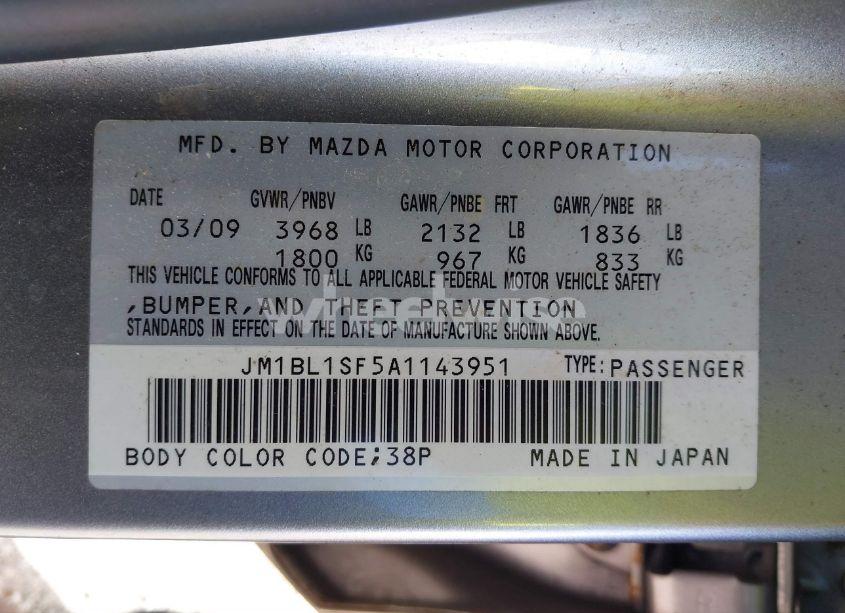 MFD. BY MAZDA MOTOR CORPORATION
DATE GVWR/PNBV GAWR/PNBE FRT GAWR/PNBE RR
03/09 3968 LB 2132 LB 1836 LB
1800 KG 967 KG 833 KG
THIS VEHICLE CONFORMS TO ALL APPLICABLE FEDERAL MOTOR VEHICLE SAFETY
,BUMPER,AND THEFT PREVENTION
STANDARDS IN EFFECT ON THE DATE OF MANUFACTURE SHOWN ABOVE.
JM1BL1SF5A1143951 TYPE: PASSENGER
BODY COLOR CODE;38P MADE IN JAPAN